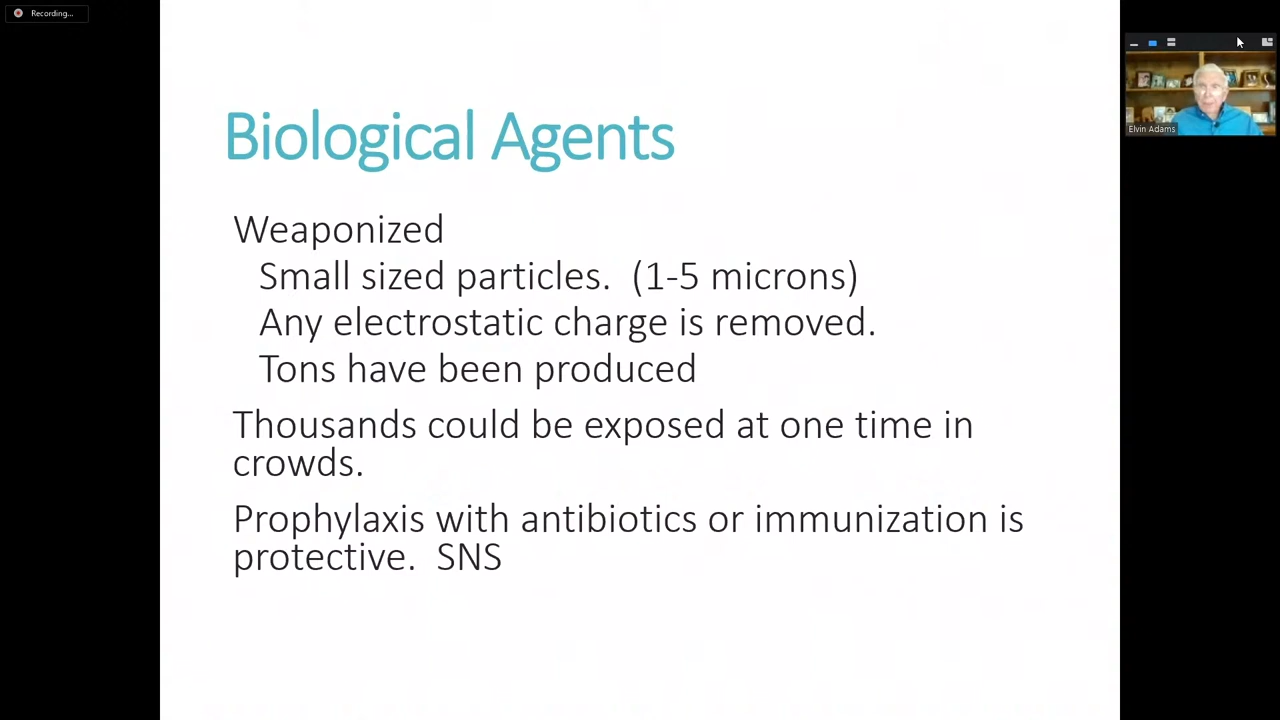 Recording...
Biological Agents
Weaponized
Small sized particles.  (1-5 microns)
Any electrostatic charge is removed.
Tons have been produced
Thousands could be exposed at one time in
crowds.
Prophylaxis with antibiotics or immunization is
protective.  SNS
Elvin Adams